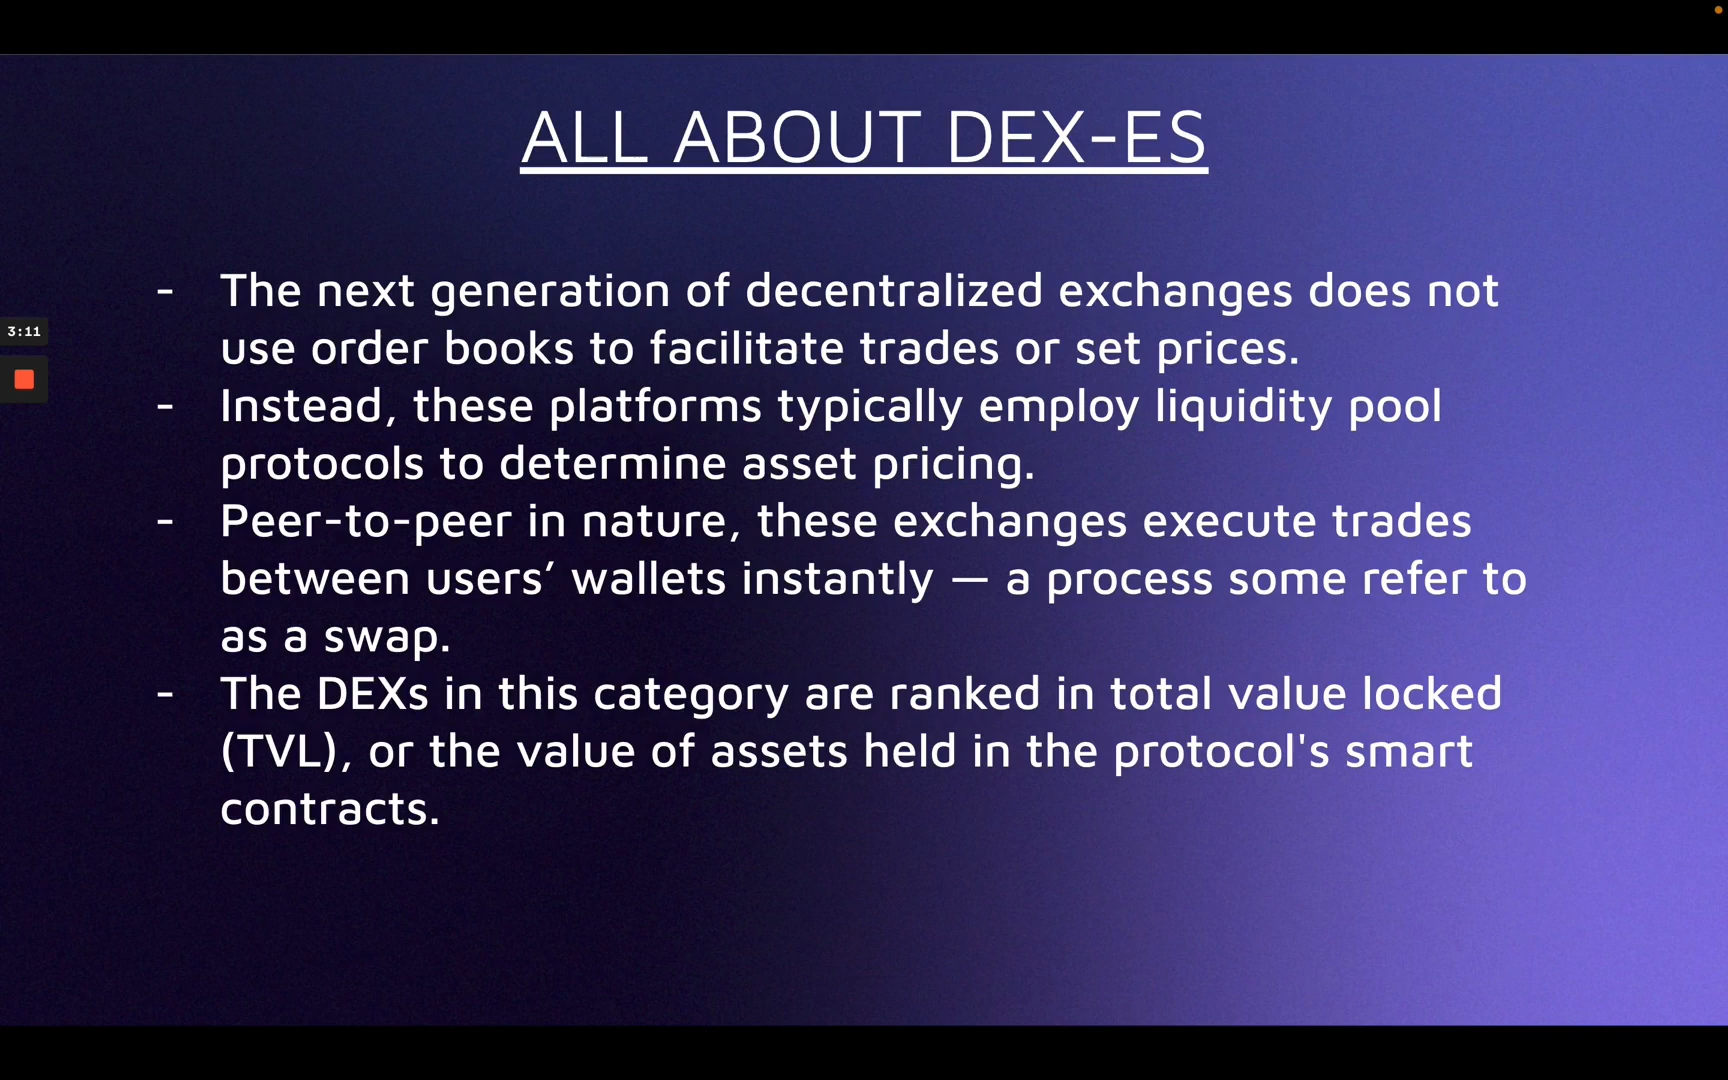 ALL ABOUT DEX-ES
- The next generation of decentralized exchanges does not
use order books to facilitate trades or set prices.
- Instead, these platforms typically employ liquidity pool
protocols to determine asset pricing.
- Peer-to-peer in nature, these exchanges execute trades
between users’ wallets instantly — a process some refer to
as a swap.
- The DEXs in this category are ranked in total value locked
(TVL), or the value of assets held in the protocol's smart
contracts.
3:11